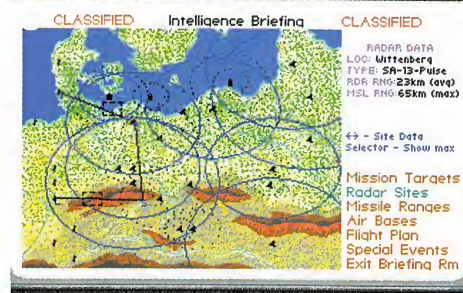 CLASSIFIED Intelligence Briefing CLASSIFIED
RADAR DATA
LOC: Wittenberg
TYPE: SA-13-Pulse
RDR RNG:23km (avg)
MSL RNG:65km (max)
<-> - Site Data
Selector - Show max
Mission Targets
Radar Sites
Missile Ranges
Air Bases
Flight Plan
Special Events
Exit Briefing Rm